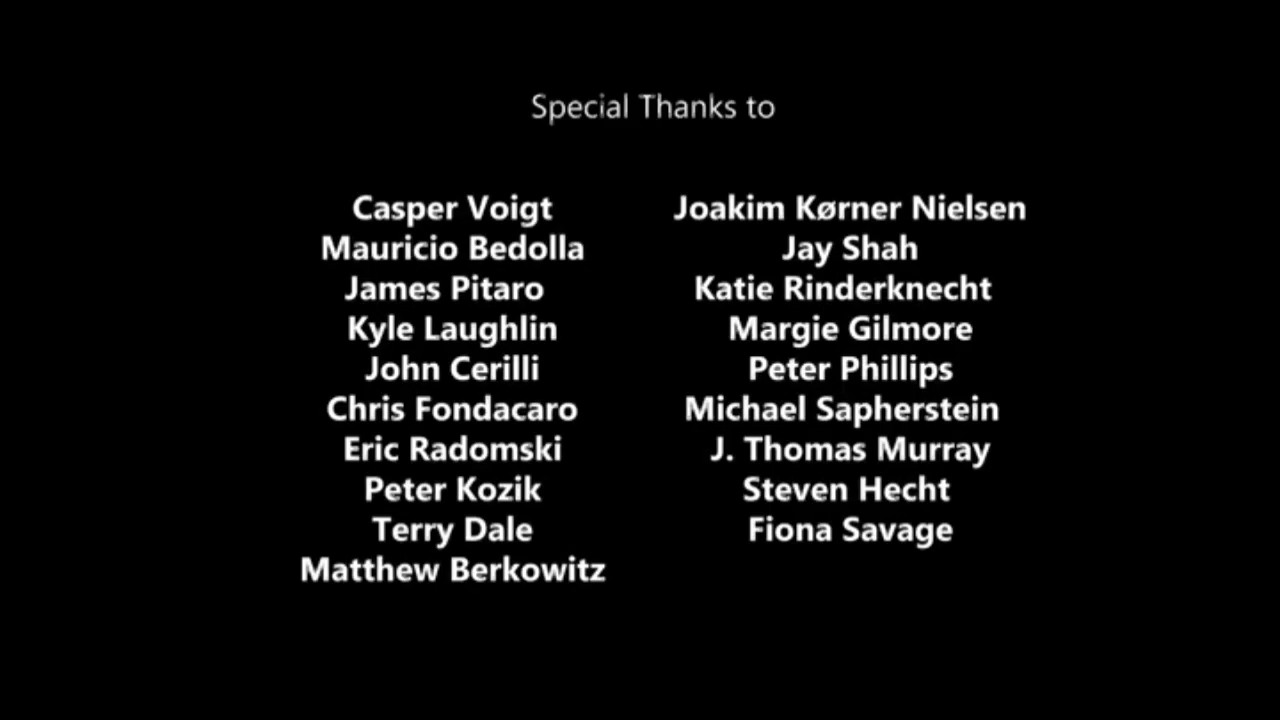 Special Thanks to
Casper Voigt
Mauricio Bedolla
James Pitaro
Kyle Laughlin
John Cerilli
Chris Fondacaro
Eric Radomski
Peter Kozik
Terry Dale
Matthew Berkowitz
Joakim Kørner Nielsen
Jay Shah
Katie Rinderknecht
Margie Gilmore
Peter Phillips
Michael Sapherstein
J. Thomas Murray
Steven Hecht
Fiona Savage